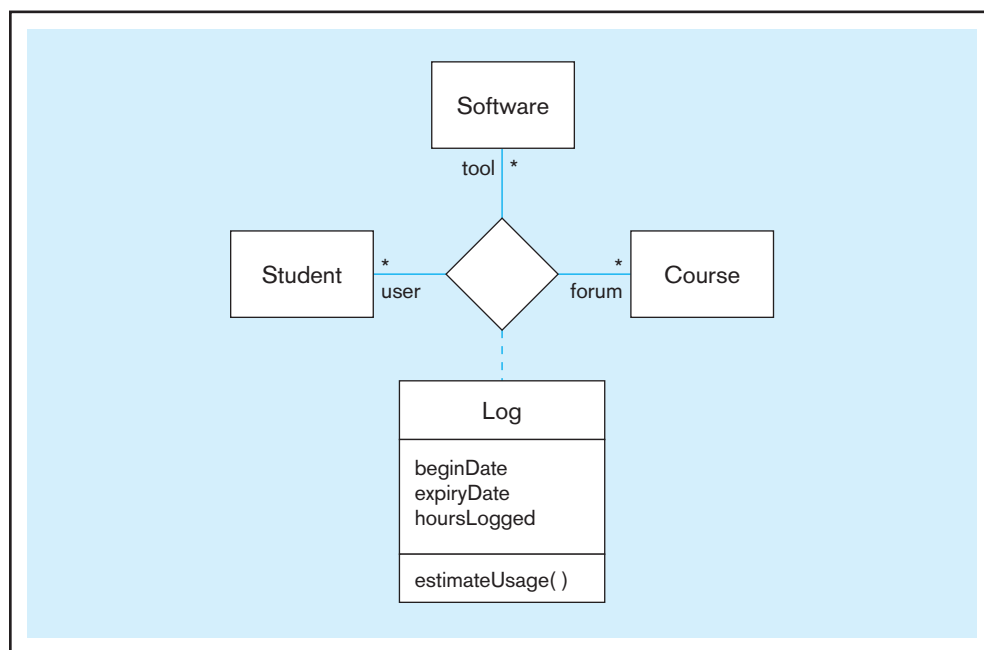 Software
tool *
* *
Student Course
user forum
Log
beginDate
expiryDate
hoursLogged
estimateUsage( )